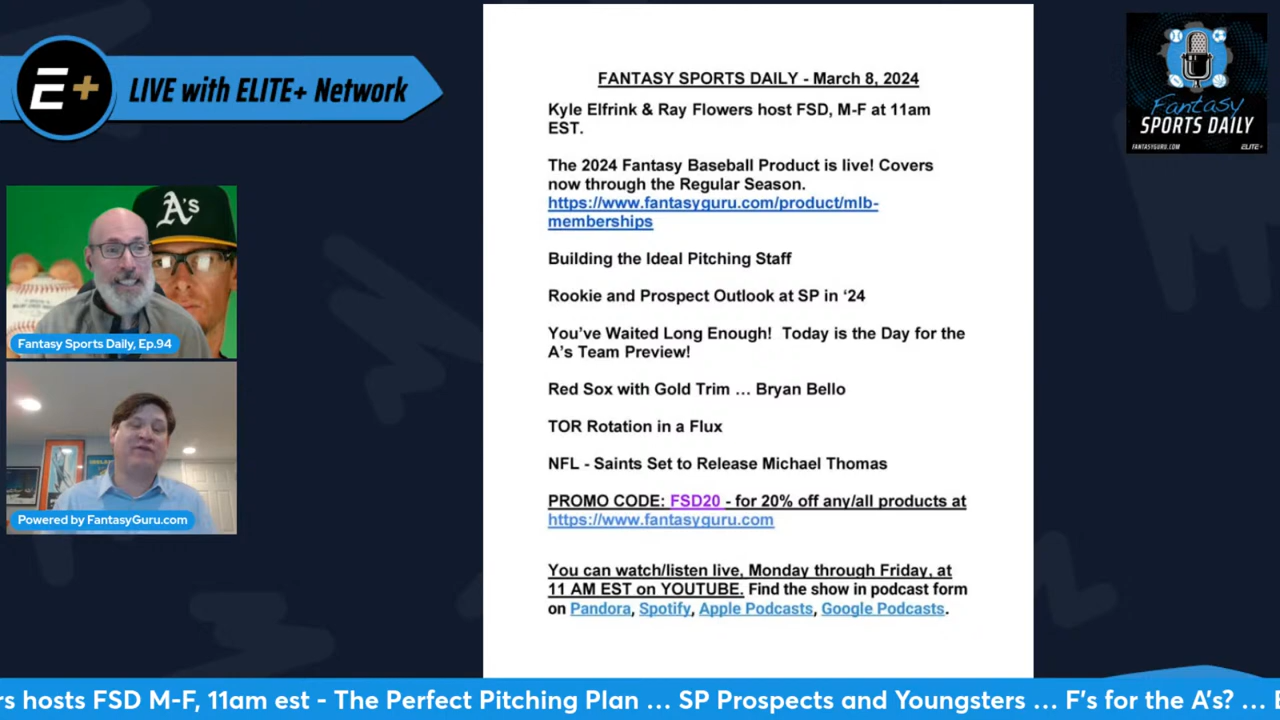 E+
LIVE with ELITE+ Network
FANTASY SPORTS DAILY - March 8, 2024
Kyle Elfrink & Ray Flowers host FSD, M-F at 11am
EST.
The 2024 Fantasy Baseball Product is live! Covers
now through the Regular Season.
https://www.fantasyguru.com/product/mlb-
memberships
Building the Ideal Pitching Staff
Rookie and Prospect Outlook at SP in ‘24
You’ve Waited Long Enough! Today is the Day for the
A’s Team Preview!
Red Sox with Gold Trim … Bryan Bello
TOR Rotation in a Flux
NFL - Saints Set to Release Michael Thomas
PROMO CODE: FSD20 - for 20% off any/all products at
https://www.fantasyguru.com
You can watch/listen live, Monday through Friday, at
11 AM EST on YOUTUBE. Find the show in podcast form
on Pandora, Spotify, Apple Podcasts, Google Podcasts.
Fantasy
SPORTS DAILY
FANTASYGURU.COM
ELITE+
A's
Fantasy Sports Daily, Ep.94
Powered by FantasyGuru.com
rs hosts FSD M-F, 11am est - The Perfect Pitching Plan ... SP Prospects and Youngsters ... F's for the A's? ... E